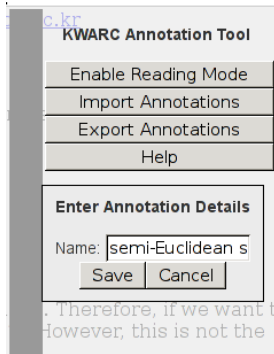 c.kr
KWARC Annotation Tool
Enable Reading Mode
Import Annotations
Export Annotations
Help
Enter Annotation Details
Name: semi-Euclidean s
Save Cancel
. Therefore, if we want t
However, this is not the